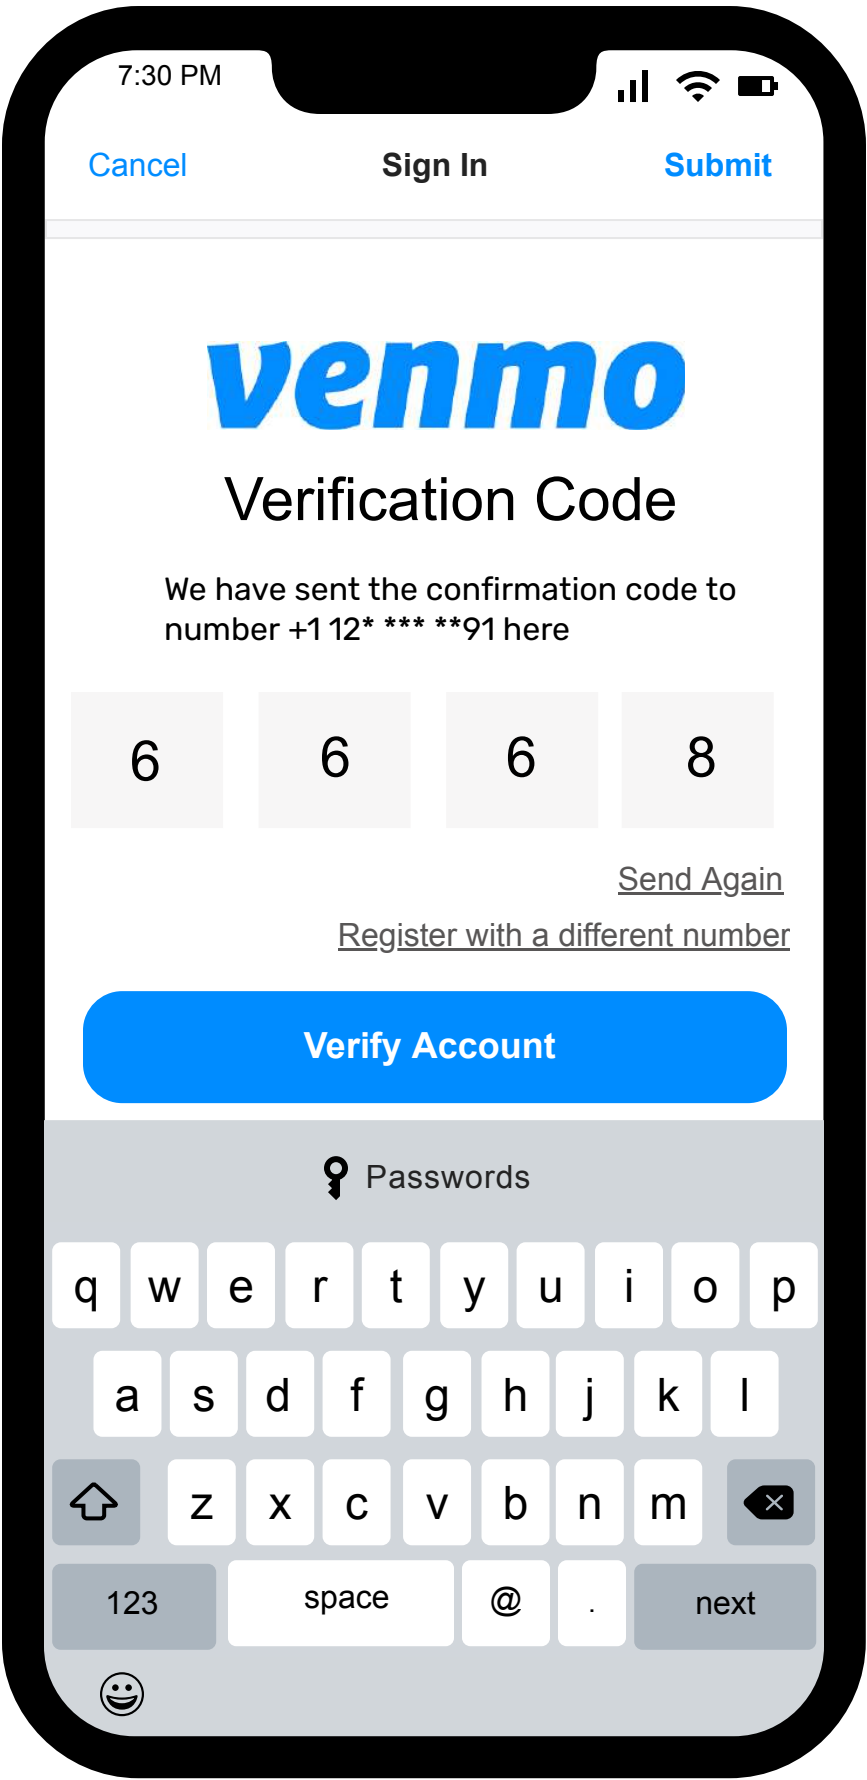 7:30 PM
Cancel Sign In Submit
venmo
Verification Code
We have sent the confirmation code to
number +1 12* *** **91 here
6 6 6 8
Send Again
Register with a different number
Verify Account
Passwords
q w e r t y u i o p
a s d f g h j k l
z x c v b n m
123 space @ . next